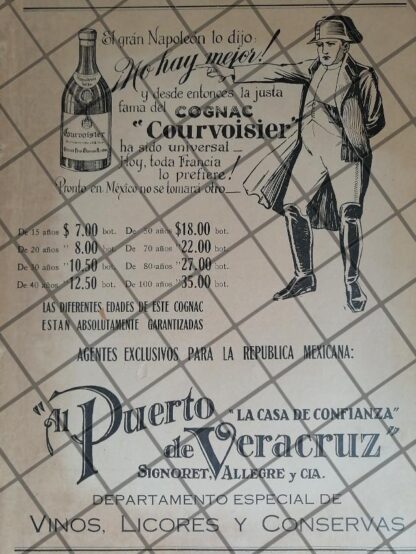 El grán Napoleón lo dijo:
No hay mejor!
y desde entonces la justa
fama del COGNAC
"Courvoisier"
ha sido universal _
Hoy, toda Francia
lo prefiere!
Pronto en México no se tomará otro_
Courvoisier
De 15 años $ 7.00 bot. De 50 años $18.00 bot.
De 20 años " 8.00 bot. De 70 años "22.00 bot.
De 30 años "10.50 bot. De 80 años "27.00 bot.
De 40 años "12.50 bot. De 100 años "35.00 bot.
LAS DIFERENTES EDADES DE ESTE COGNAC
ESTAN ABSOLUTAMENTE GARANTIZADAS
AGENTES EXCLUSIVOS PARA LA REPUBLICA MEXICANA:
"Al Puerto "LA CASA DE CONFIANZA"
de Veracruz"
SIGNORET, ALLEGRE y CIA.
DEPARTAMENTO ESPECIAL DE
VINOS, LICORES Y CONSERVAS